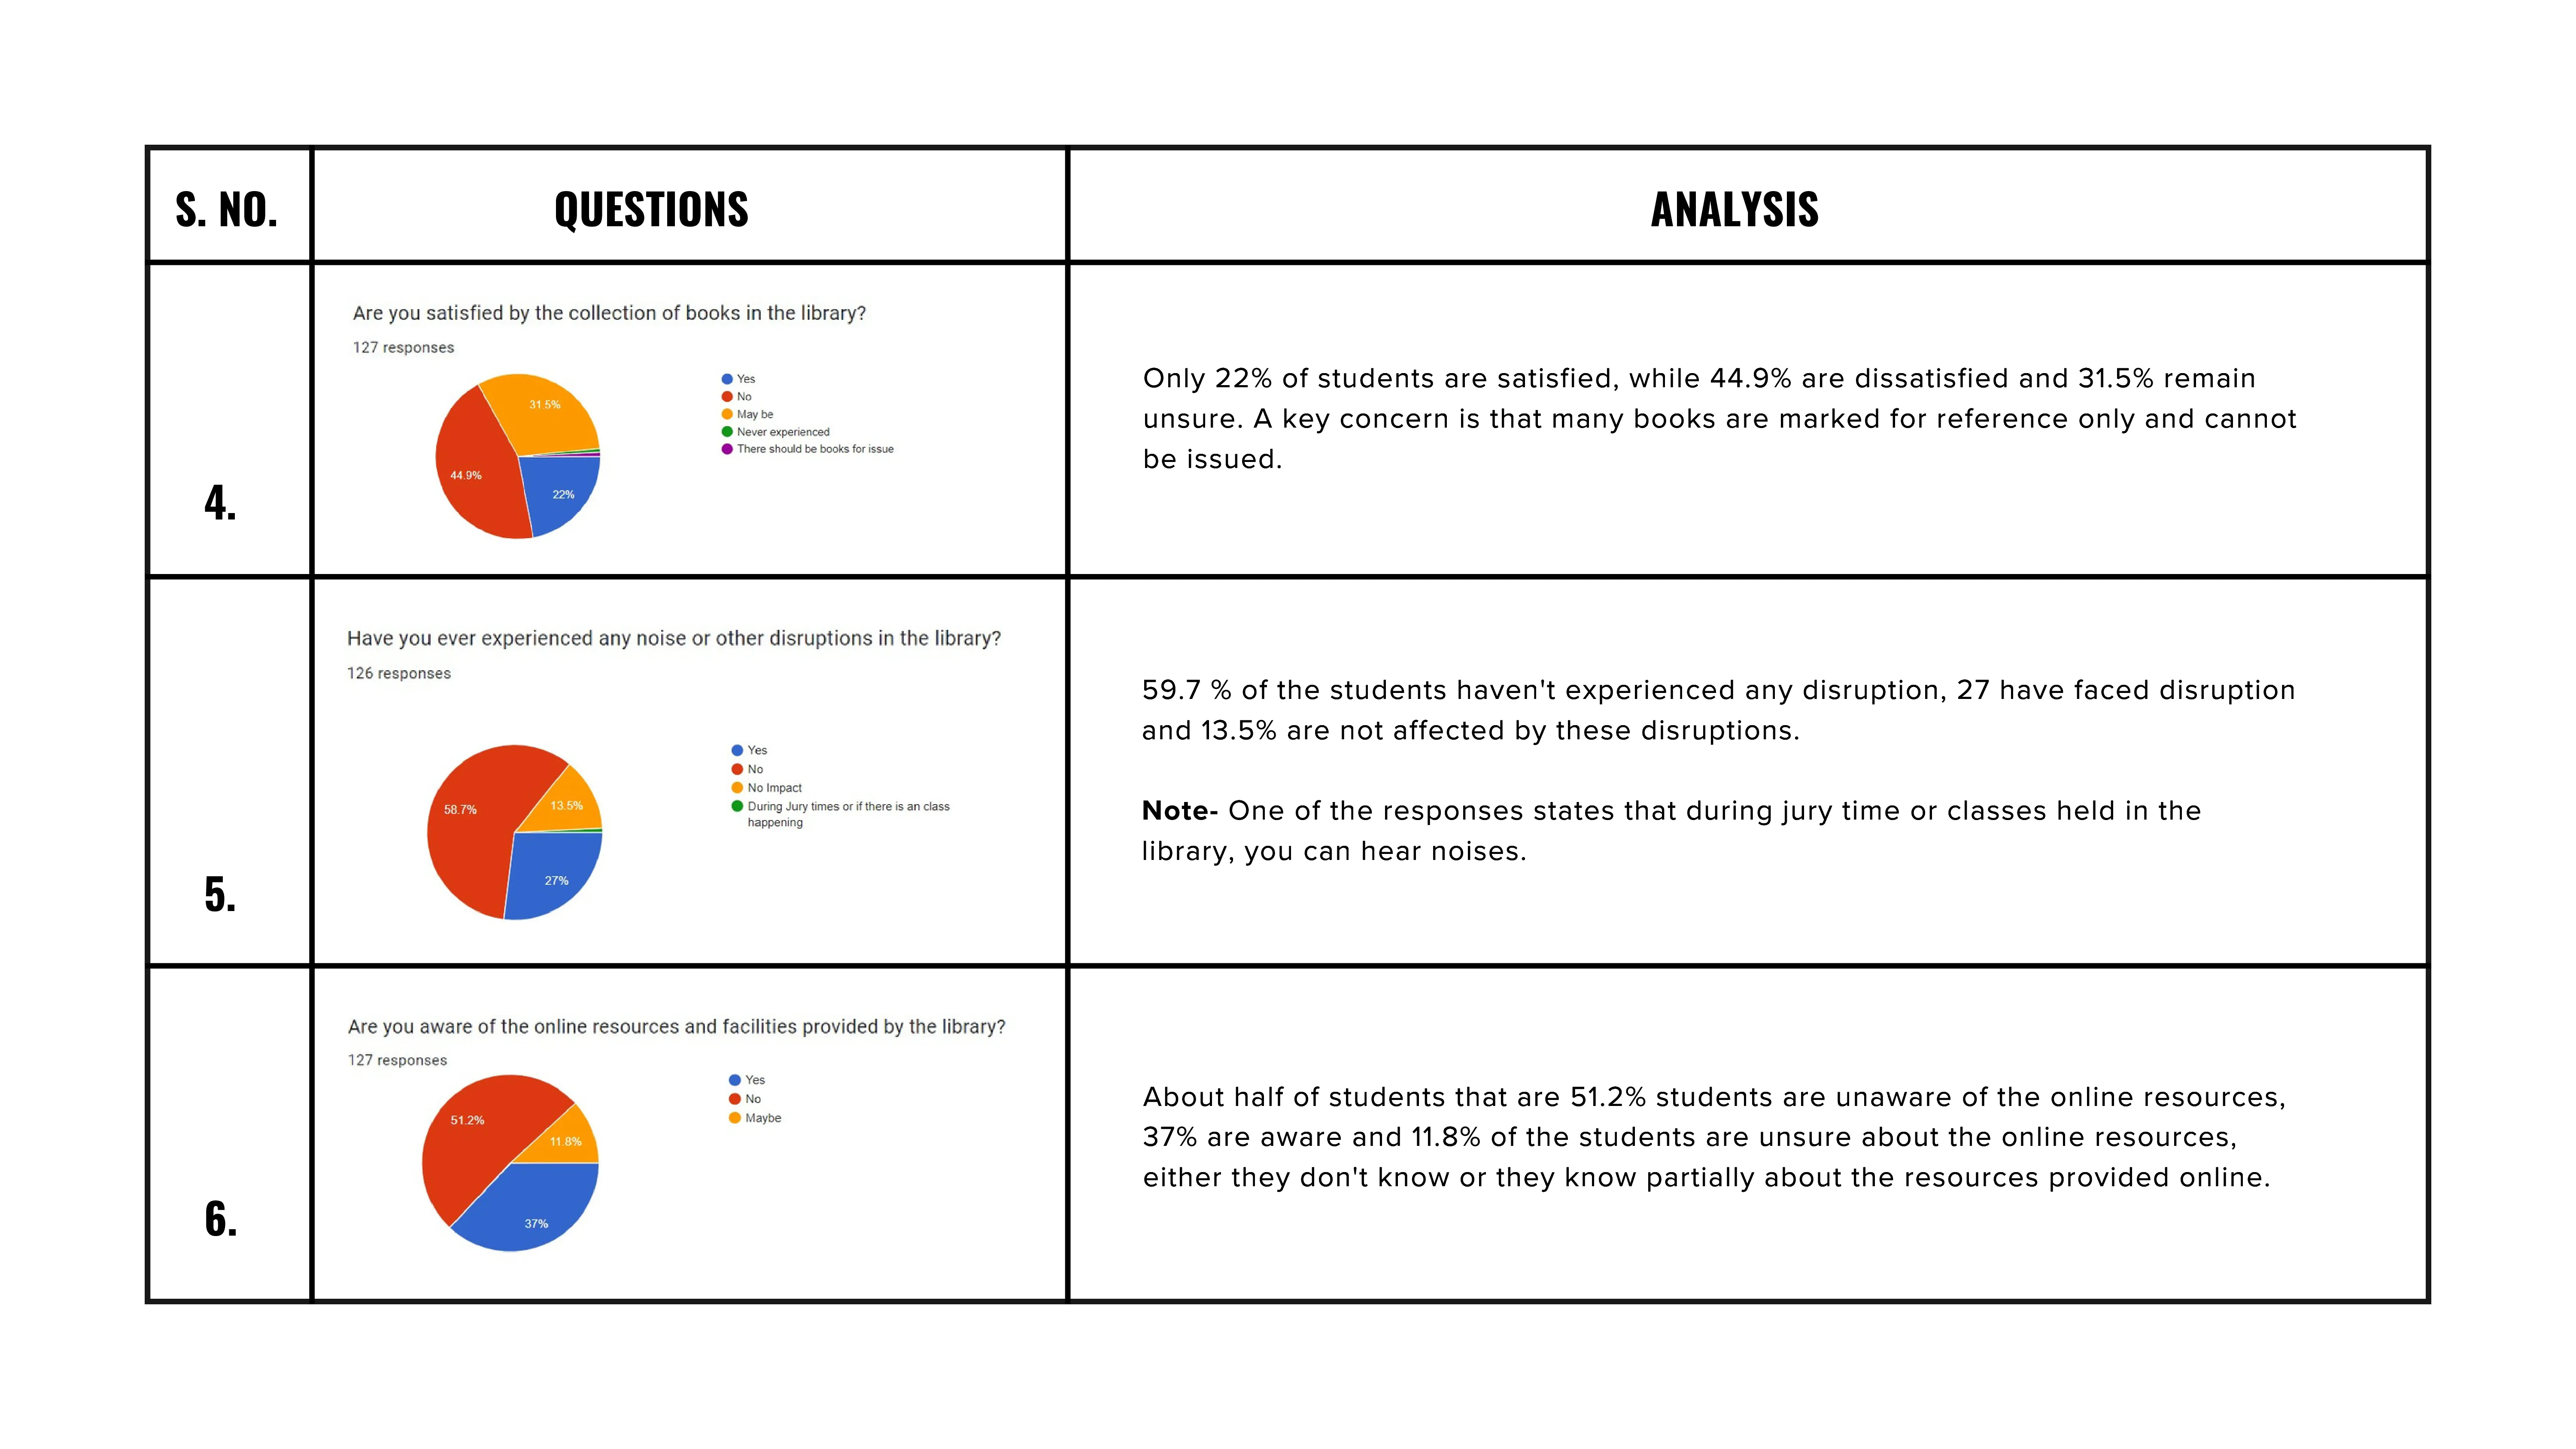 S. NO.
QUESTIONS
ANALYSIS
4.
Are you satisfied by the collection of books in the library?
127 responses
31.5%
44.9%
22%
Yes
No
May be
Never experienced
There should be books for issue
Only 22% of students are satisfied, while 44.9% are dissatisfied and 31.5% remain
unsure. A key concern is that many books are marked for reference only and cannot
be issued.
5.
Have you ever experienced any noise or other disruptions in the library?
126 responses
58.7%
13.5%
27%
Yes
No
No Impact
During Jury times or if there is an class
happening
59.7 % of the students haven't experienced any disruption, 27 have faced disruption
and 13.5% are not affected by these disruptions.
Note- One of the responses states that during jury time or classes held in the
library, you can hear noises.
6.
Are you aware of the online resources and facilities provided by the library?
127 responses
51.2%
11.8%
37%
Yes
No
Maybe
About half of students that are 51.2% students are unaware of the online resources,
37% are aware and 11.8% of the students are unsure about the online resources,
either they don't know or they know partially about the resources provided online.